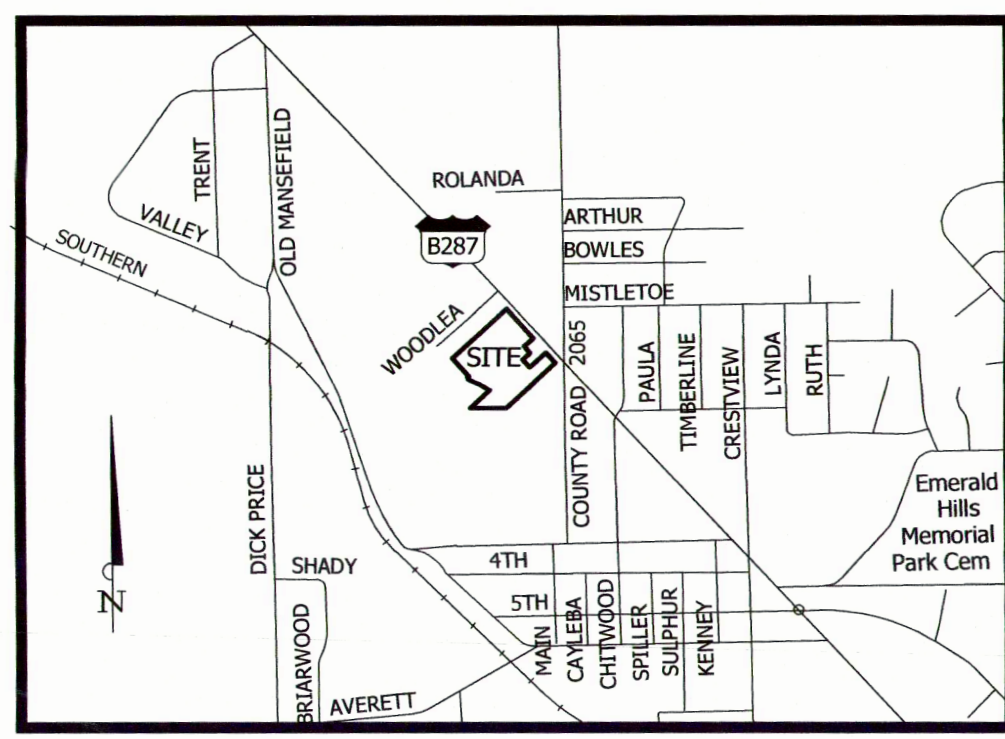 TRENT
OLD MANSEFIELD
VALLEY
SOUTHERN
ROLANDA
ARTHUR
BOWLES
B287
MISTLETOE
WOODLEA
SITE
COUNTY ROAD 2065
PAULA
TIMBERLINE
CRESTVIEW
LYNDA
RUTH
DICK PRICE
Emerald
Hills
Memorial
Park Cem
4TH
SHADY
5TH
N
BRIARWOOD
AVERETT
MAIN
CAYLEBA
CHITWOOD
SPILLER
SULPHUR
KENNEY